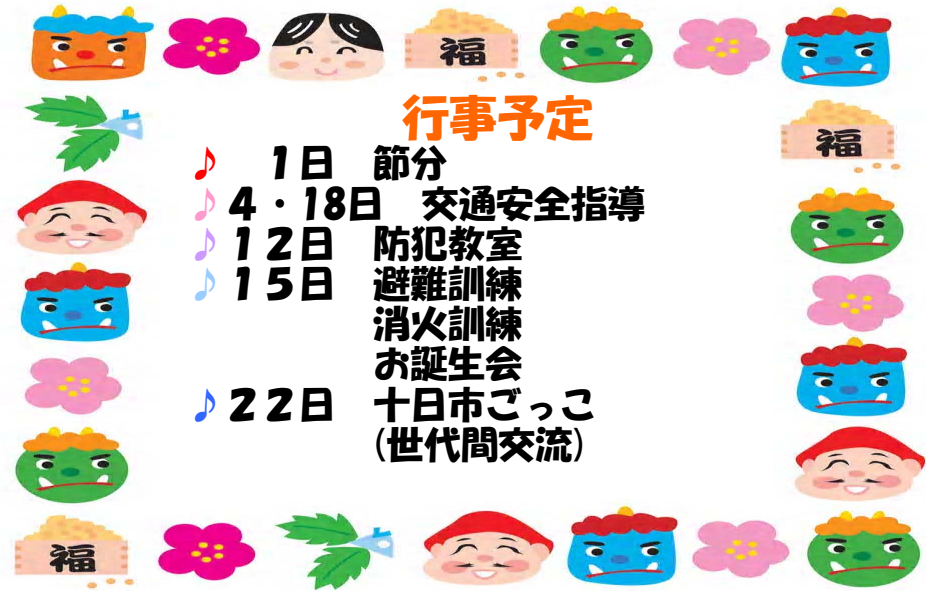 福
福
行事予定
♪　１日　節分
♪４・18日　交通安全指導
♪１２日　防犯教室
♪１５日　避難訓練
消火訓練
お誕生会
♪２２日　十日市ごっこ
(世代間交流)
福